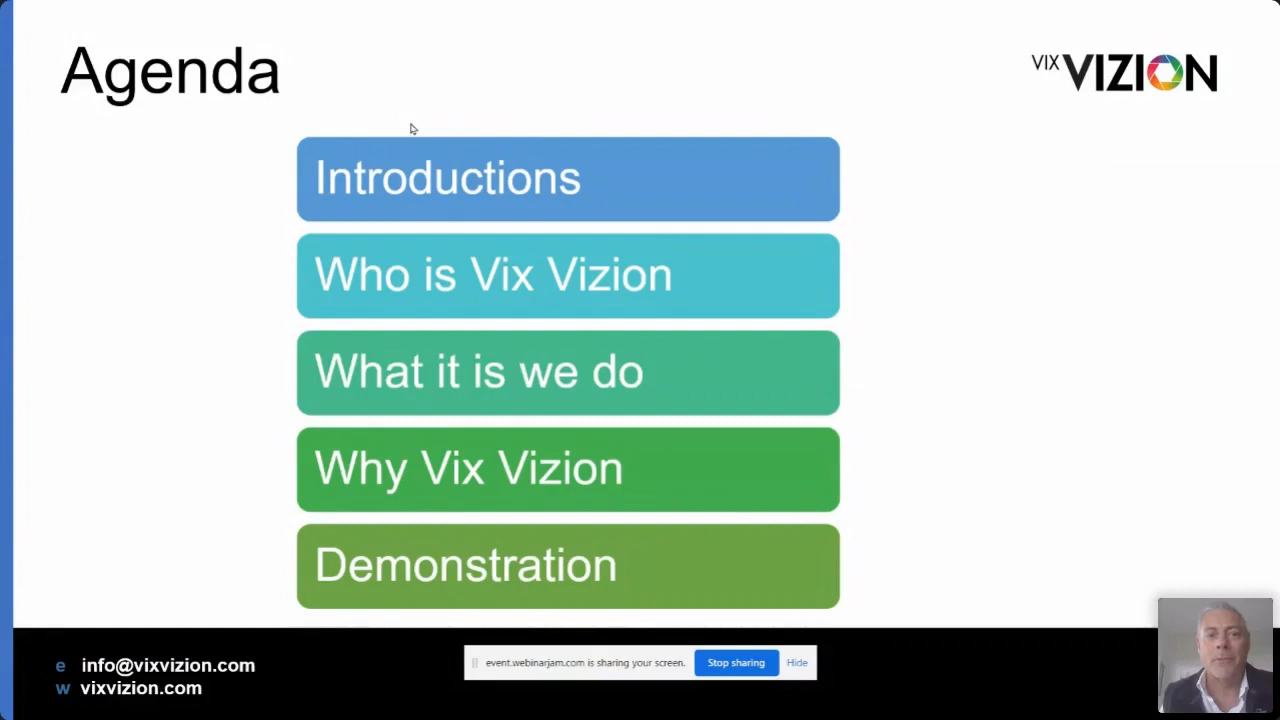 Agenda
VIX VIZION
Introductions
Who is Vix Vizion
What it is we do
Why Vix Vizion
Demonstration
e info@vixvizion.com
w vixvizion.com
event.webinarjam.com is sharing your screen. Stop sharing Hide